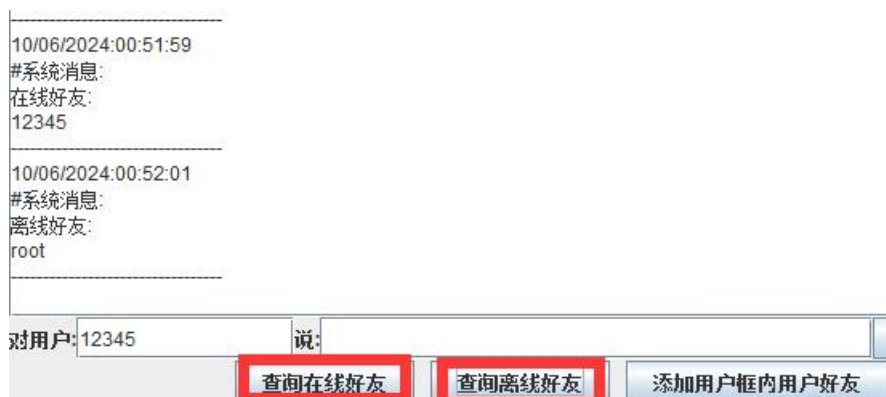 10/06/2024:00:51:59
#系统消息:
在线好友:
12345
10/06/2024:00:52:01
#系统消息:
离线好友:
root
对用户:12345 说:
查询在线好友 查询离线好友 添加用户框内用户好友